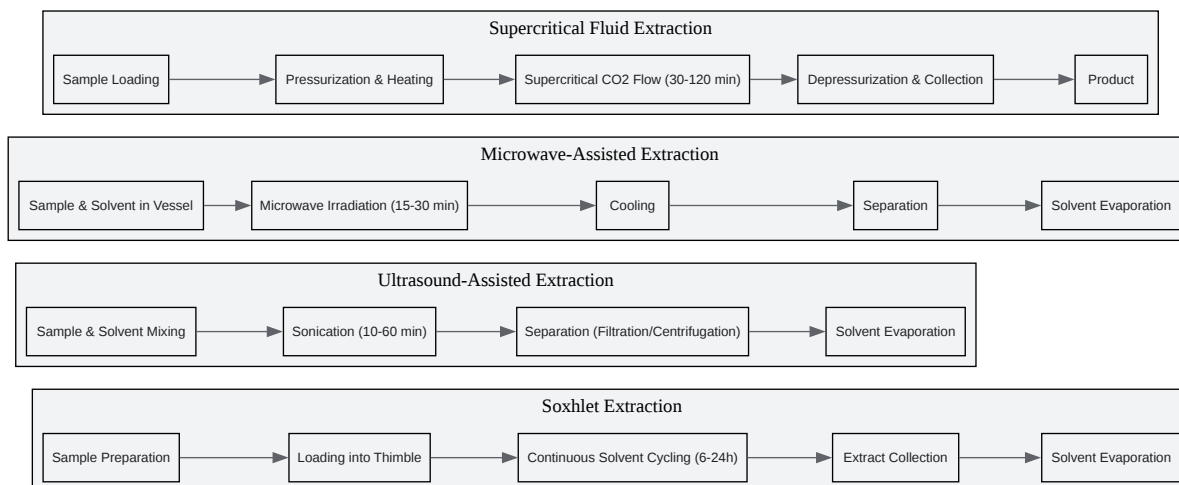 Supercritical Fluid Extraction
Sample Loading
Pressurization & Heating
Supercritical CO2 Flow (30-120 min)
Depressurization & Collection
Product
Microwave-Assisted Extraction
Sample & Solvent in Vessel
Microwave Irradiation (15-30 min)
Cooling
Separation
Solvent Evaporation
Ultrasound-Assisted Extraction
Sample & Solvent Mixing
Sonication (10-60 min)
Separation (Filtration/Centrifugation)
Solvent Evaporation
Soxhlet Extraction
Sample Preparation
Loading into Thimble
Continuous Solvent Cycling (6-24h)
Extract Collection
Solvent Evaporation